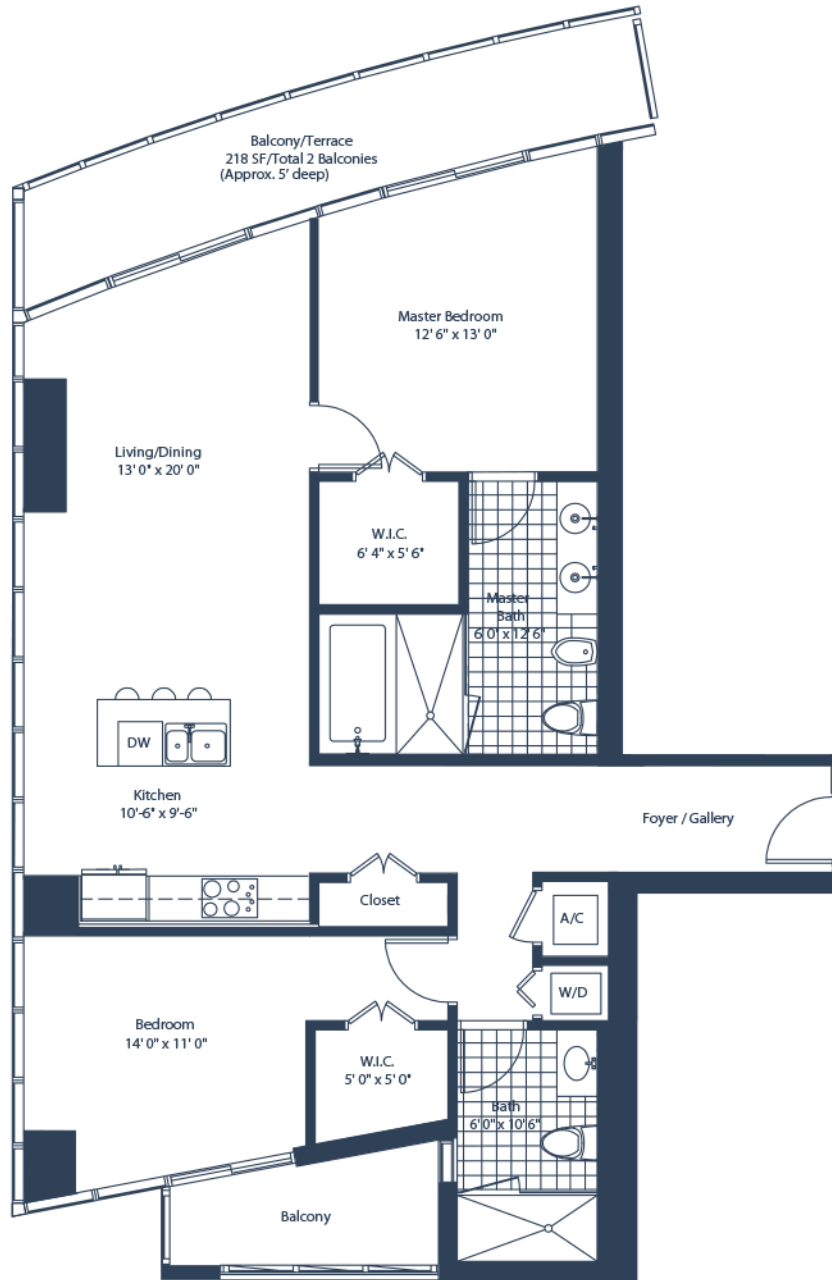 Balcony/Terrace
218 SF/Total 2 Balconies
(Approx. 5' deep)
Master Bedroom
12' 6" x 13' 0"
Living/Dining
13' 0" x 20' 0"
W.I.C.
6' 4" x 5' 6"
Master
Bath
6'0" x 12'6"
DW
Kitchen
10'-6" x 9'-6"
Foyer / Gallery
Closet
A/C
W/D
Bedroom
14' 0" x 11' 0"
W.I.C.
5' 0" x 5' 0"
Bath
6'0" x 10'6"
Balcony